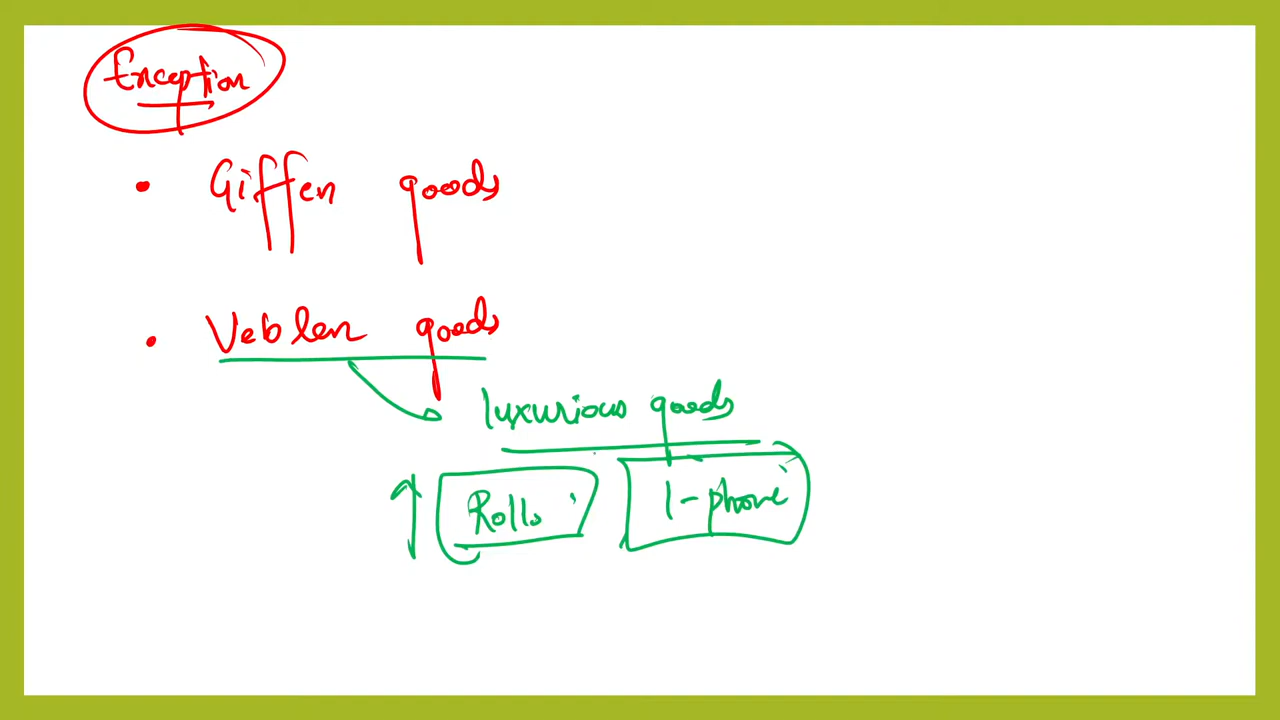 Exception
• Giffen goods
• Veblen goods
luxurious goods
↑ Rolls I-phone